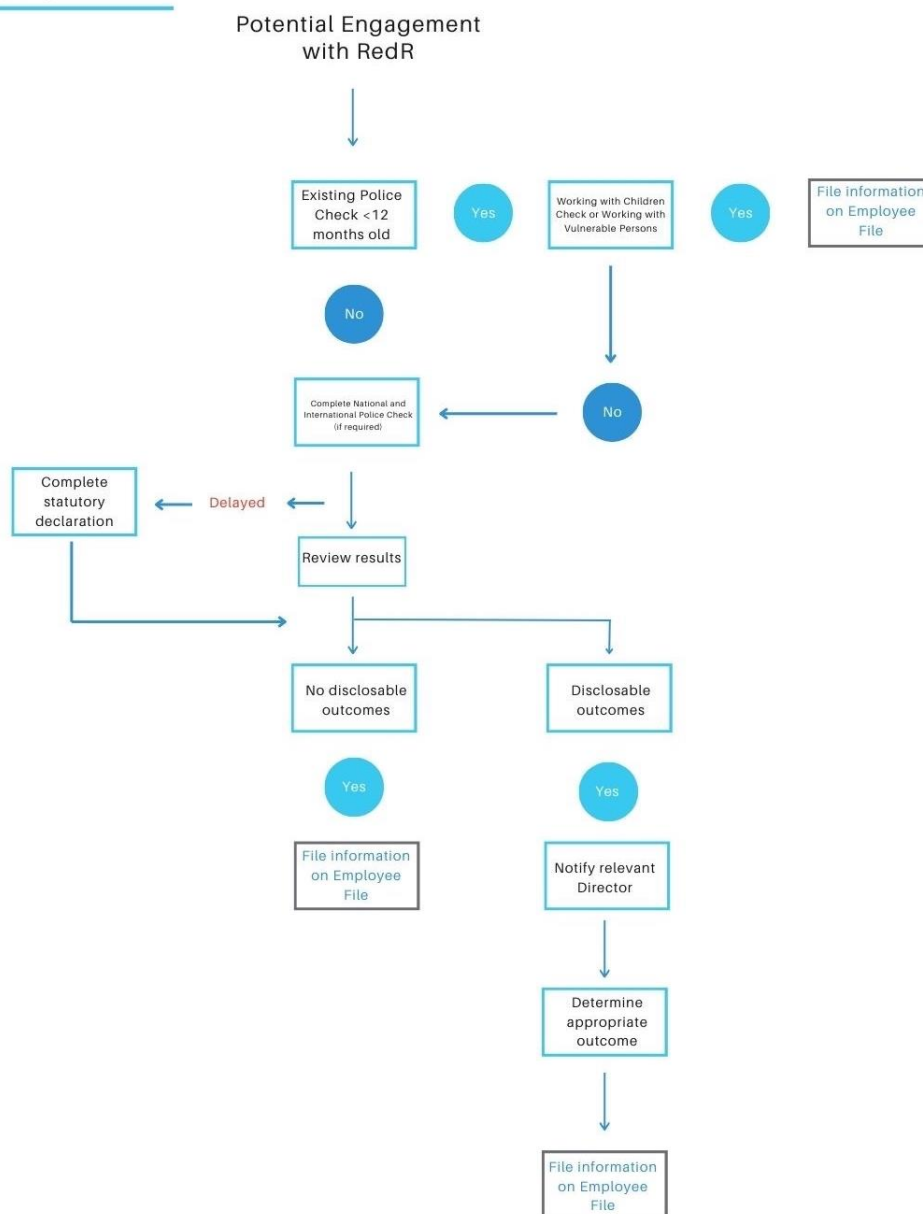 Potential Engagement
with RedR
Existing Police
Check <12
months old
Yes
Working with Children
Check or Working with
Vulnerable Persons
Yes
File information
on Employee
File
No
Complete National and
International Police Check
(if required)
No
Complete
statutory
declaration
Delayed
Review results
No disclosable
outcomes
Disclosable
outcomes
Yes
Yes
File information
on Employee
File
Notify relevant
Director
Determine
appropriate
outcome
File information
on Employee
File